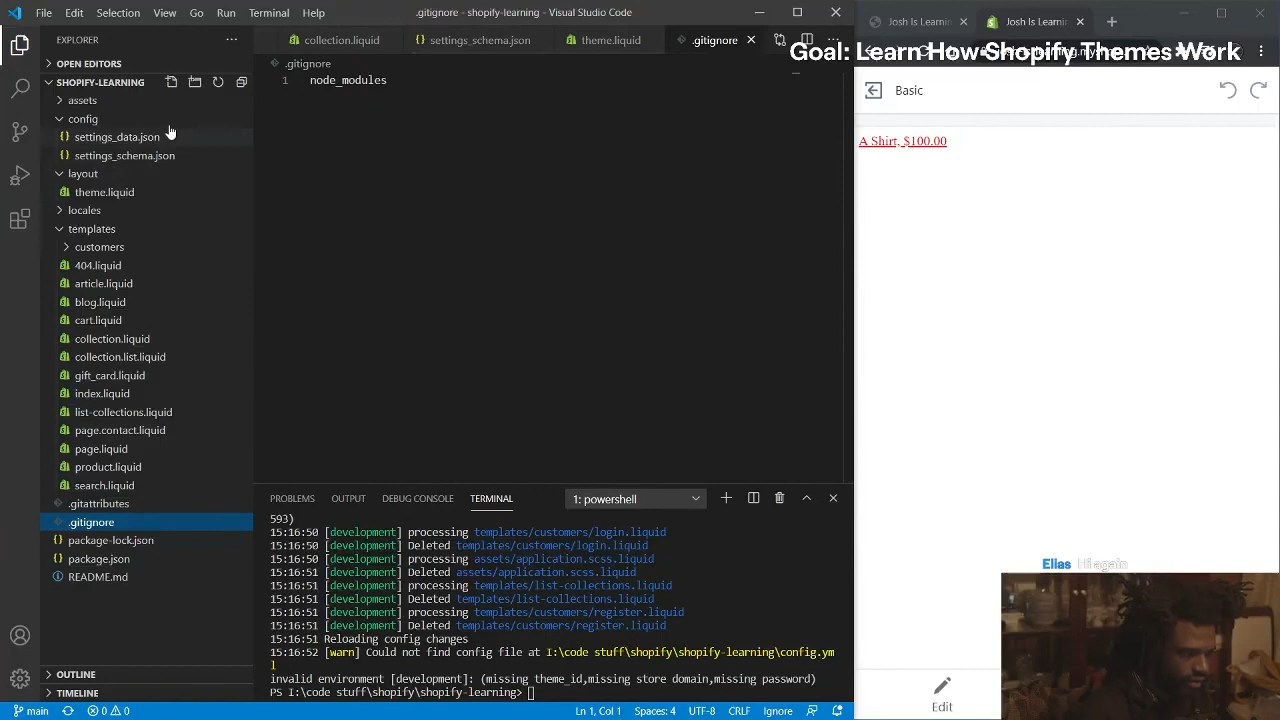 File Edit Selection View Go Run Terminal Help
.gitignore - shopify-learning - Visual Studio Code
EXPLORER
OPEN EDITORS
SHOPIFY-LEARNING
assets
config
settings_data.json
settings_schema.json
layout
theme.liquid
locales
templates
customers
404.liquid
article.liquid
blog.liquid
cart.liquid
collection.liquid
collection.list.liquid
gift_card.liquid
index.liquid
list-collections.liquid
page.contact.liquid
page.liquid
product.liquid
search.liquid
.gitattributes
.gitignore
package-lock.json
package.json
README.md
OUTLINE
TIMELINE
collection.liquid settings_schema.json theme.liquid .gitignore
.gitignore
1 node_modules
PROBLEMS OUTPUT DEBUG CONSOLE TERMINAL 1: powershell
593)
15:16:50 [development] processing templates/customers/login.liquid
15:16:50 [development] Deleted templates/customers/login.liquid
15:16:50 [development] processing assets/application.scss.liquid
15:16:51 [development] Deleted assets/application.scss.liquid
15:16:51 [development] processing templates/list-collections.liquid
15:16:51 [development] Deleted templates/list-collections.liquid
15:16:51 [development] processing templates/customers/register.liquid
15:16:51 [development] Deleted templates/customers/register.liquid
15:16:51 Reloading config changes
15:16:52 [warn] Could not find config file at I:\code stuff\shopify\shopify-learning\config.ym
l
invalid environment [development]: (missing theme_id,missing store domain,missing password)
PS I:\code stuff\shopify\shopify-learning>
main 0 0 Ln 1, Col 1 Spaces: 4 UTF-8 CRLF Ignore
Josh Is Learnin Josh Is Learnin
Goal: Learn How Shopify Themes Work
Basic
A Shirt, $100.00
Elias Hi again
Edit